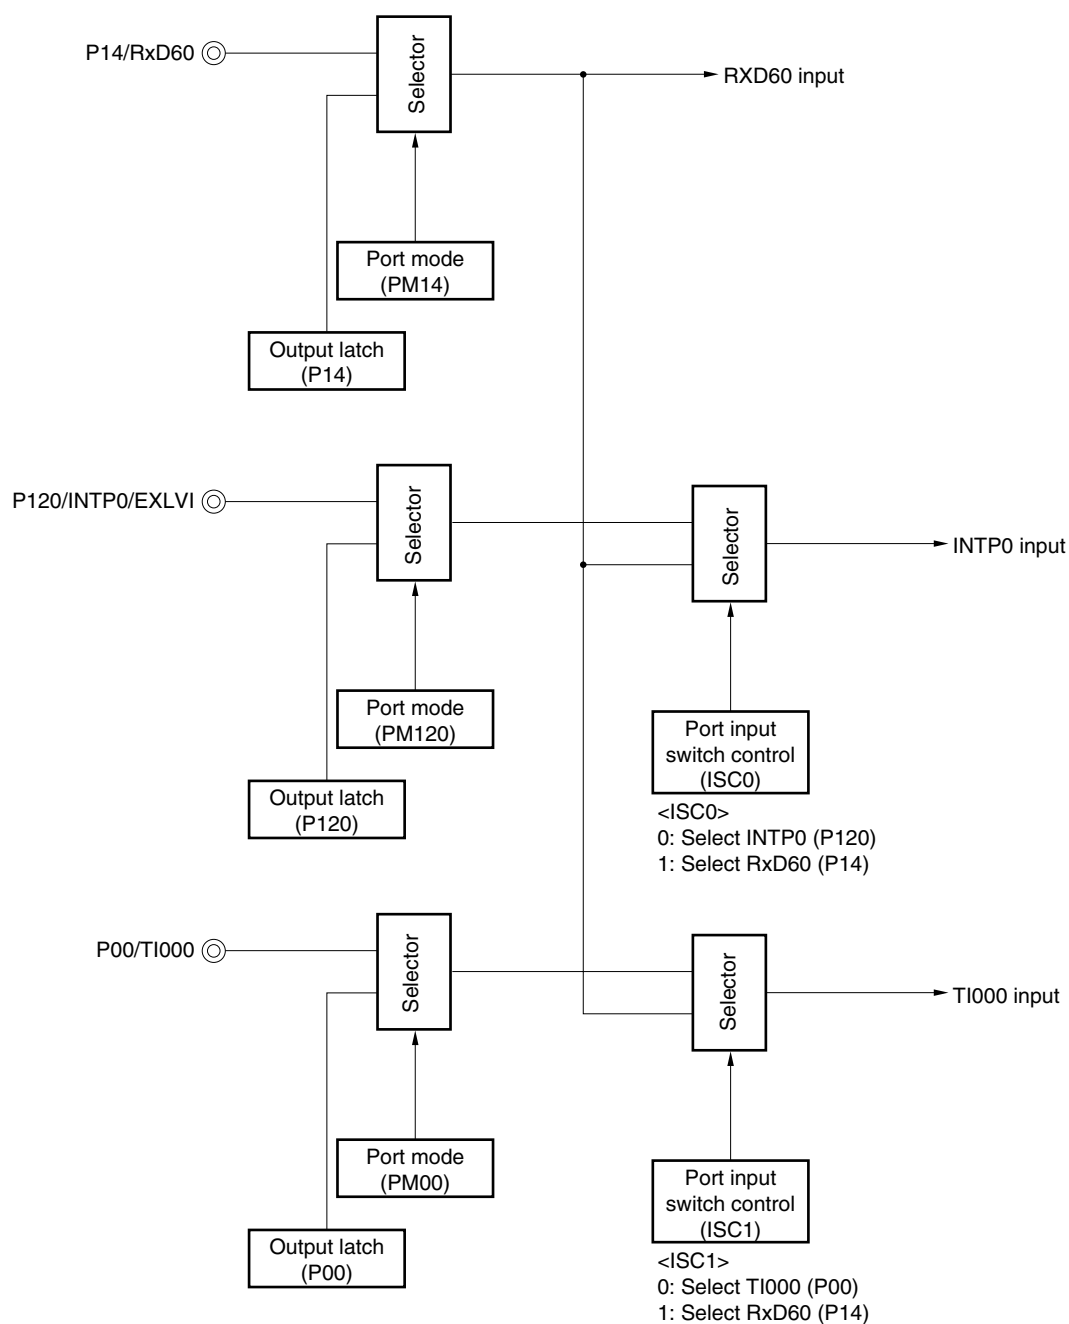 P14/RxD60
Selector
RXD60 input
Port mode
(PM14)
Output latch
(P14)
P120/INTP0/EXLVI
Selector
Selector
INTP0 input
Port mode
(PM120)
Port input
switch control
(ISC0)
Output latch
(P120)
<ISC0>
0: Select INTP0 (P120)
1: Select RxD60 (P14)
P00/TI000
Selector
Selector
TI000 input
Port mode
(PM00)
Port input
switch control
(ISC1)
Output latch
(P00)
<ISC1>
0: Select TI000 (P00)
1: Select RxD60 (P14)